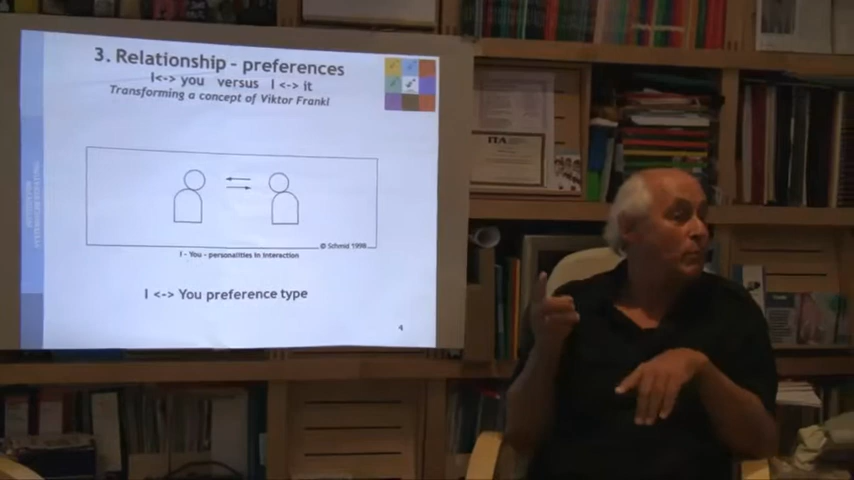 3. Relationship - preferences
I<-> you versus I <-> it
Transforming a concept of Viktor Frankl
© Schmid 1998
I - You - personalities in interaction
I <-> You preference type
4
ITA